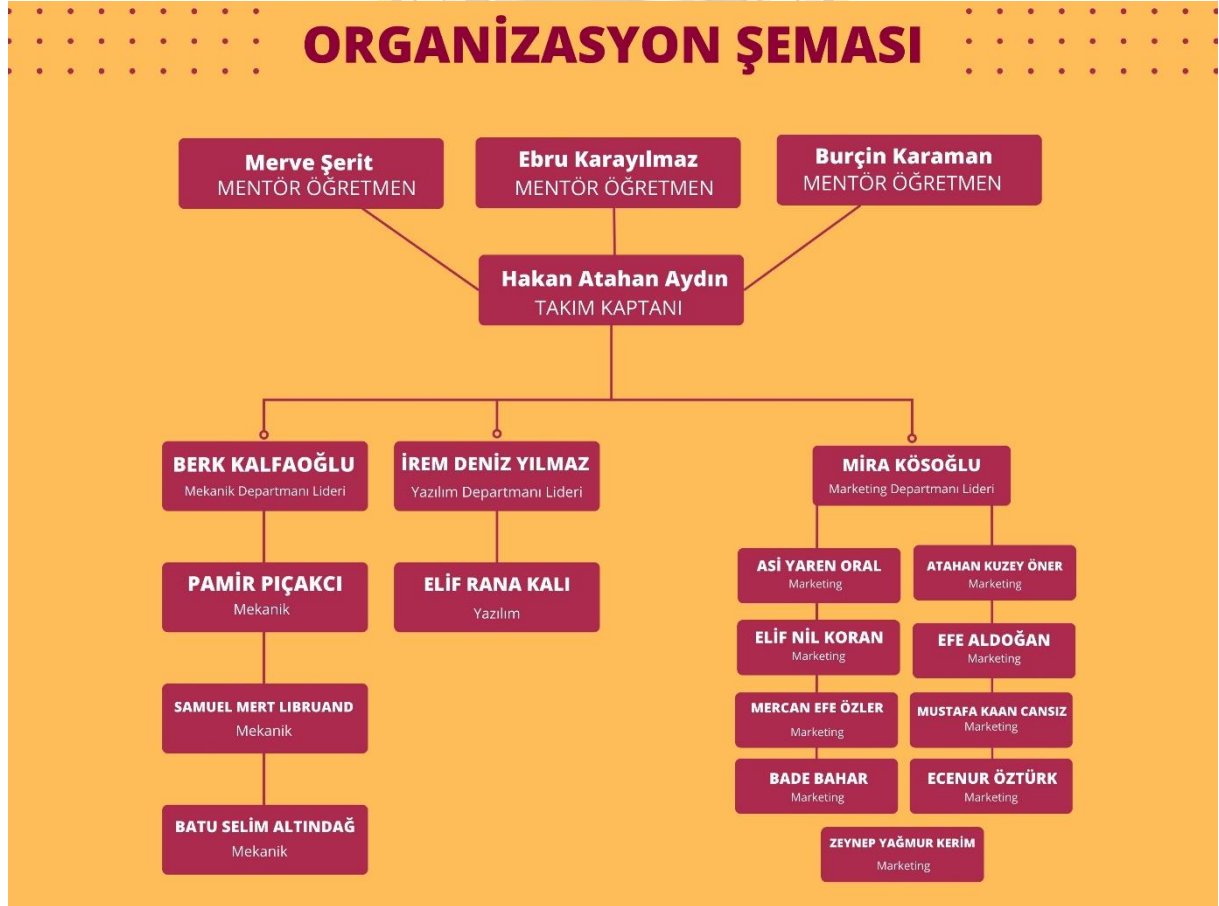 ORGANİZASYON ŞEMASI
Merve Şerit
MENTÖR ÖĞRETMEN
Ebru Karayılmaz
MENTÖR ÖĞRETMEN
Burçin Karaman
MENTÖR ÖĞRETMEN
Hakan Atahan Aydın
TAKIM KAPTANI
BERK KALFAOĞLU
Mekanik Departmanı Lideri
İREM DENİZ YILMAZ
Yazılım Departmanı Lideri
MİRA KÖSOĞLU
Marketing Departmanı Lideri
PAMİR PIÇAKCI
Mekanik
SAMUEL MERT LIBRUAND
Mekanik
BATU SELİM ALTINDAĞ
Mekanik
ELİF RANA KALI
Yazılım
ASİ YAREN ORAL
Marketing
ELİF NİL KORAN
Marketing
MERCAN EFE ÖZLER
Marketing
BADE BAHAR
Marketing
ATAHAN KUZEY ÖNER
Marketing
EFE ALDOĞAN
Marketing
MUSTAFA KAAN CANSIZ
Marketing
ECENUR ÖZTÜRK
Marketing
ZEYNEP YAĞMUR KERİM
Marketing